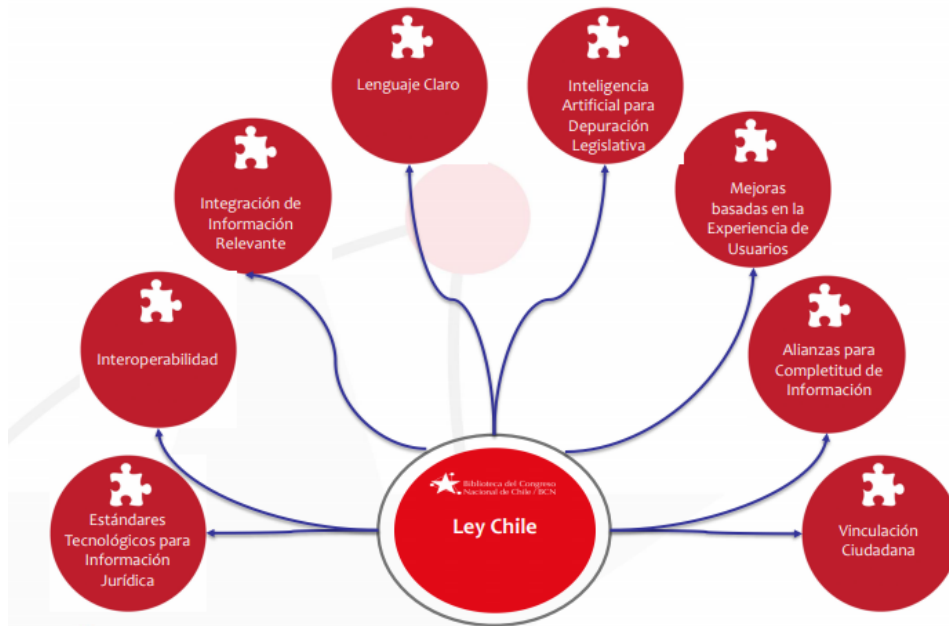 Lenguaje Claro
Inteligencia
Artificial para
Depuración
Legislativa
Integración de
Información
Relevante
Mejoras
basadas en la
Experiencia de
Usuarios
Interoperabilidad
Alianzas para
Completitud de
Información
Estándares
Tecnológicos para
Información
Jurídica
Biblioteca del Congreso
Nacional de Chile / BCN
Ley Chile
Vinculación
Ciudadana